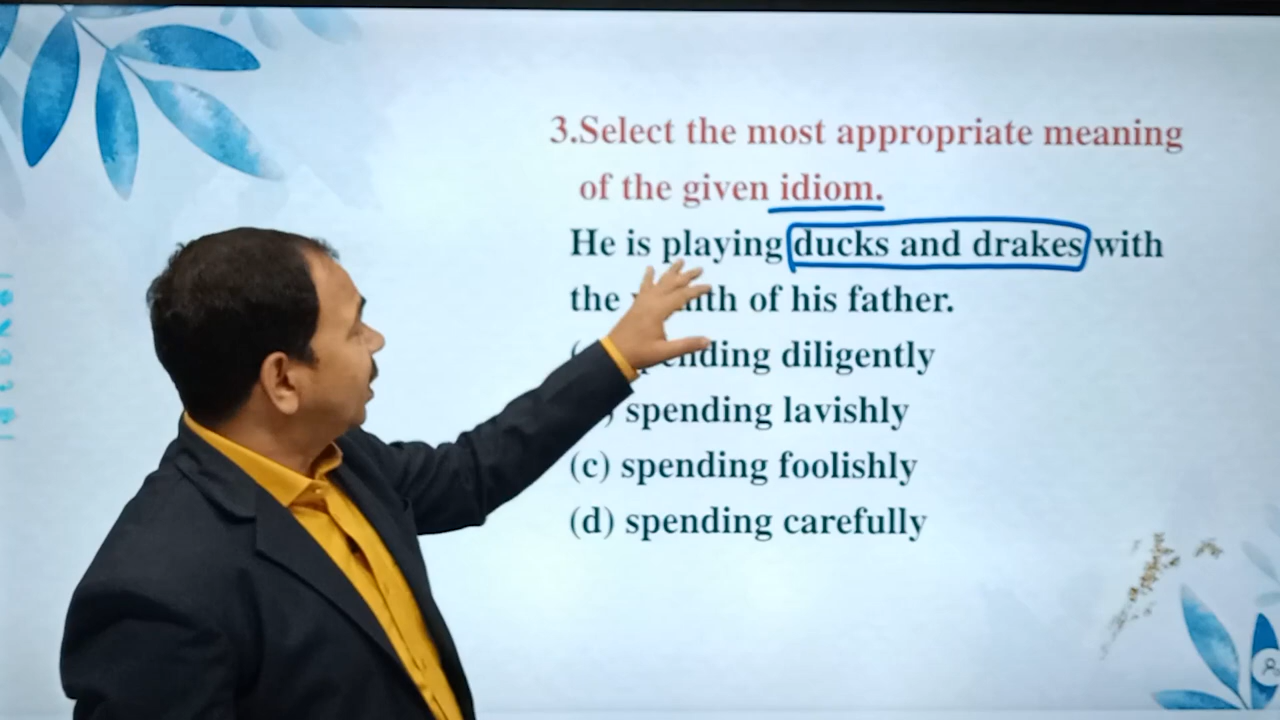 3.Select the most appropriate meaning
of the given idiom.
He is playing ducks and drakes with
the of his father.
diligently
spending lavishly
(c) spending foolishly
(d) spending carefully